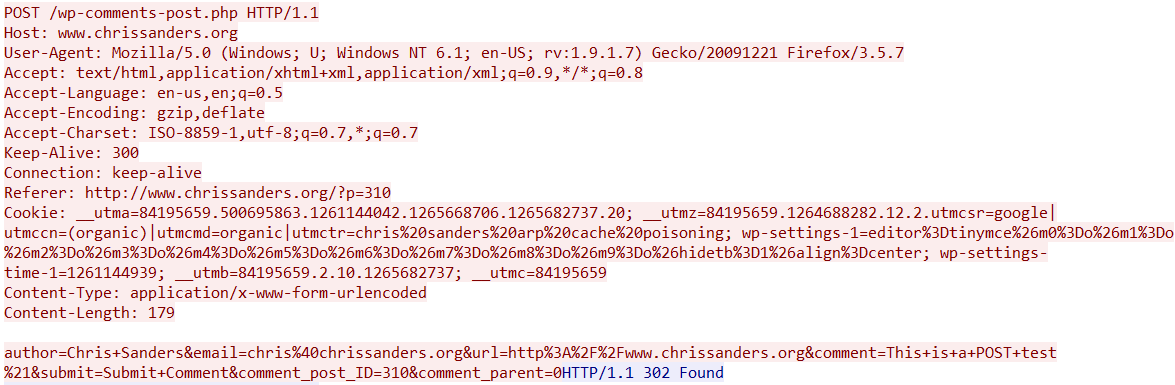 POST /wp-comments-post.php HTTP/1.1
Host: www.chrissanders.org
User-Agent: Mozilla/5.0 (Windows; U; Windows NT 6.1; en-US; rv:1.9.1.7) Gecko/20091221 Firefox/3.5.7
Accept: text/html,application/xhtml+xml,application/xml;q=0.9,*/*;q=0.8
Accept-Language: en-us,en;q=0.5
Accept-Encoding: gzip,deflate
Accept-Charset: ISO-8859-1,utf-8;q=0.7,*;q=0.7
Keep-Alive: 300
Connection: keep-alive
Referer: http://www.chrissanders.org/?p=310
Cookie: __utma=84195659.500695863.1261144042.1265668706.1265682737.20; __utmz=84195659.1264688282.12.2.utmcsr=google|
utmccn=(organic)|utmcmd=organic|utmctr=chris%20sanders%20arp%20cache%20poisoning; wp-settings-1=editor%3Dtinymce%26m0%3Do%26m1%3Do
%26m2%3Do%26m3%3Do%26m4%3Do%26m5%3Do%26m6%3Do%26m7%3Do%26m8%3Do%26m9%3Do%26hidetb%3D1%26align%3Dcenter; wp-settings-
time-1=1261144939; __utmb=84195659.2.10.1265682737; __utmc=84195659
Content-Type: application/x-www-form-urlencoded
Content-Length: 179
author=Chris+Sanders&email=chris%40chrissanders.org&url=http%3A%2F%2Fwww.chrissanders.org&comment=This+is+a+POST+test
%21&submit=Submit+Comment&comment_post_ID=310&comment_parent=0HTTP/1.1 302 Found